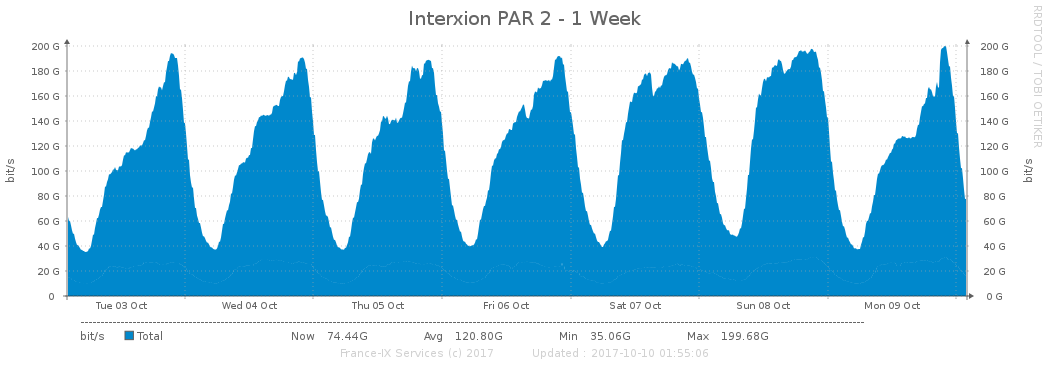 Interxion PAR 2 - 1 Week
RRDTOOL / TOBI OETIKER
bit/s
200 G
180 G
160 G
140 G
120 G
100 G
80 G
60 G
40 G
20 G
0
200 G
180 G
160 G
140 G
120 G
100 G
80 G
60 G
40 G
20 G
0 G
bit/s
Tue 03 Oct Wed 04 Oct Thu 05 Oct Fri 06 Oct Sat 07 Oct Sun 08 Oct Mon 09 Oct
bit/s Total Now 74.44G Avg 120.80G Min 35.06G Max 199.68G
France-IX Services (c) 2017 Updated : 2017-10-10 01:55:06